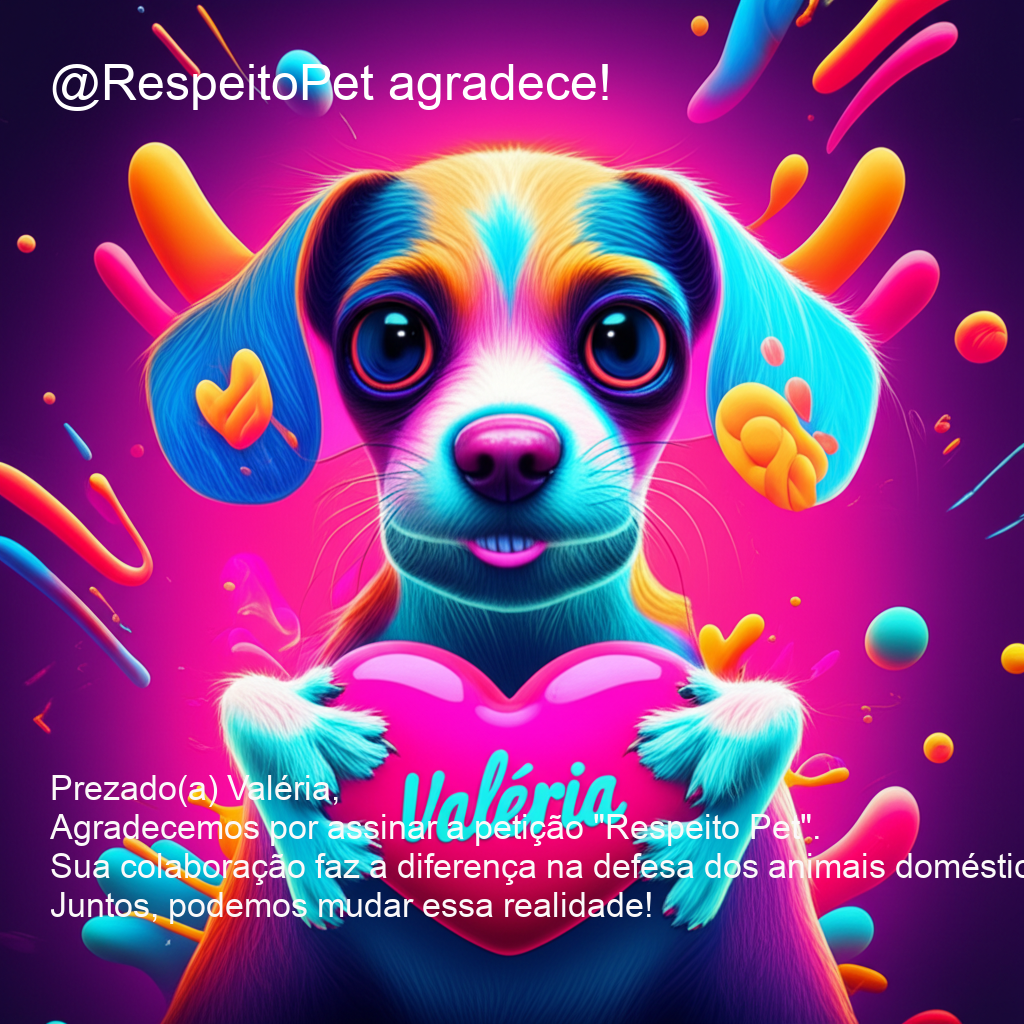 @RespeitoPet agradece!
Valéria
Prezado(a) Valéria,
Agradecemos por assinar a petição "Respeito Pet".
Sua colaboração faz a diferença na defesa dos animais doméstic
Juntos, podemos mudar essa realidade!